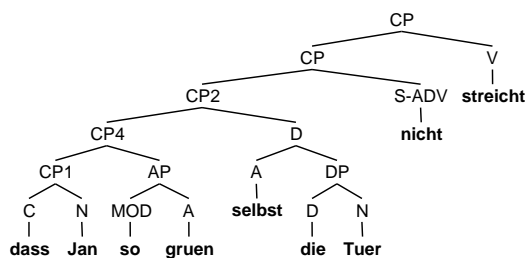 CP
CP V
CP2 S-ADV streicht
CP4 D nicht
CP1 AP A DP
C N MOD A selbst D N
dass Jan so gruen die Tuer